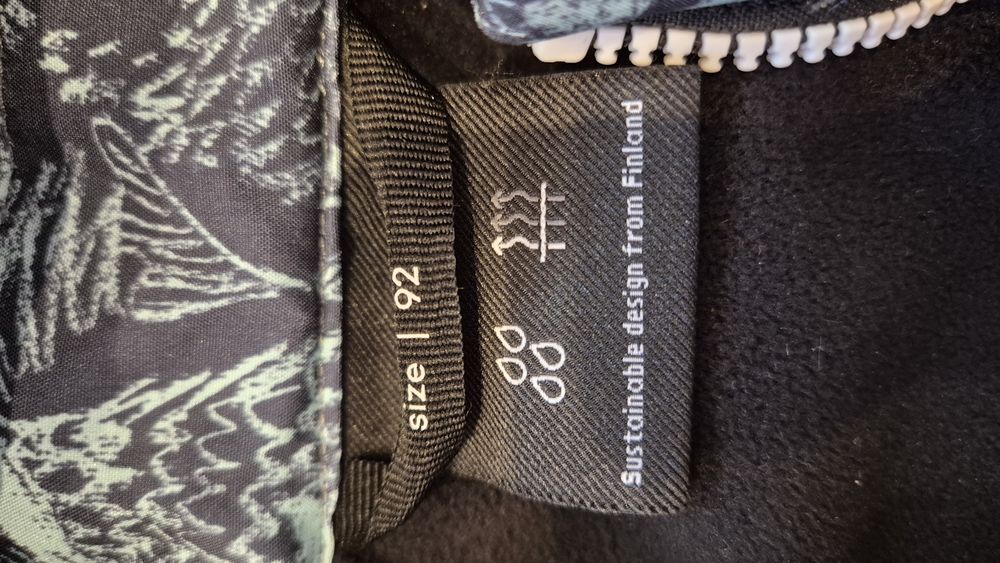 size | 92
Sustainable design from Finland